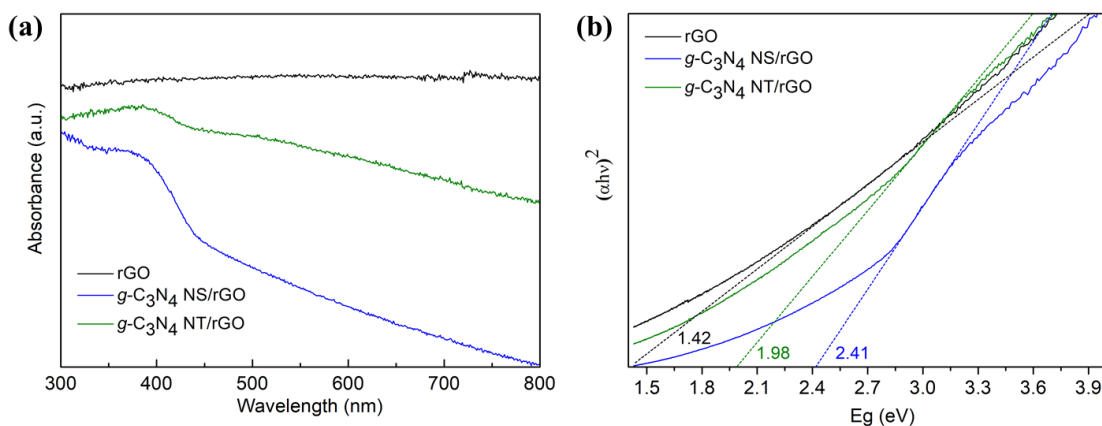 (a)
Absorbance (a.u.)
rGO
g-C₃N₄ NS/rGO
g-C₃N₄ NT/rGO
300 400 500 600 700 800
Wavelength (nm)
(b)
(αhν)²
rGO
g-C₃N₄ NS/rGO
g-C₃N₄ NT/rGO
1.42
1.98
2.41
1.5 1.8 2.1 2.4 2.7 3.0 3.3 3.6 3.9
Eg (eV)